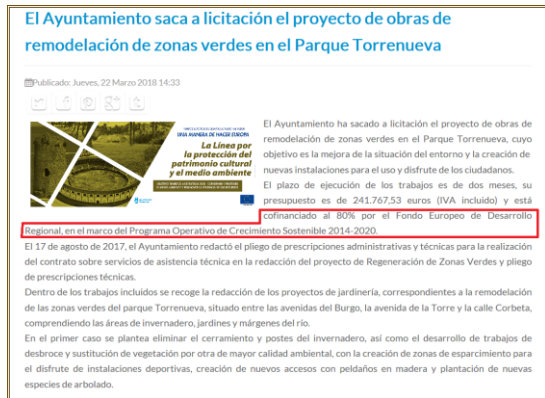 El Ayuntamiento saca a licitación el proyecto de obras de
remodelación de zonas verdes en el Parque Torrenueva
Publicado: Jueves, 22 Marzo 2018 14:33
UNA MANERA DE HACER EUROPA
La Línea por
la protección del
patrimonio cultural
y el medio ambiente
El Ayuntamiento ha sacado a licitación el proyecto de obras de
remodelación de zonas verdes en el Parque Torrenueva, cuyo
objetivo es la mejora de la situación del entorno y la creación de
nuevas instalaciones para el uso y disfrute de los ciudadanos.
El plazo de ejecución de los trabajos es de dos meses, su
presupuesto es de 241.767,53 euros (IVA incluido) y está
cofinanciado al 80% por el Fondo Europeo de Desarrollo
Regional, en el marco del Programa Operativo de Crecimiento Sostenible 2014-2020.
El 17 de agosto de 2017, el Ayuntamiento redactó el pliego de prescripciones administrativas y técnicas para la realización
del contrato sobre servicios de asistencia técnica en la redacción del proyecto de Regeneración de Zonas Verdes y pliego
de prescripciones técnicas.
Dentro de los trabajos incluidos se recoge la redacción de los proyectos de jardinería, correspondientes a la remodelación
de las zonas verdes del parque Torrenueva, situado entre las avenidas del Burgo, la avenida de la Torre y la calle Corbeta,
comprendiendo las áreas de invernadero, jardines y márgenes del río.
En el primer caso se plantea eliminar el cerramiento y postes del invernadero, así como el desarrollo de trabajos de
desbroce y sustitución de vegetación por otra de mayor calidad ambiental, con la creación de zonas de esparcimiento para
el disfrute de instalaciones deportivas, creación de nuevos accesos con peldaños en madera y plantación de nuevas
especies de arbolado.